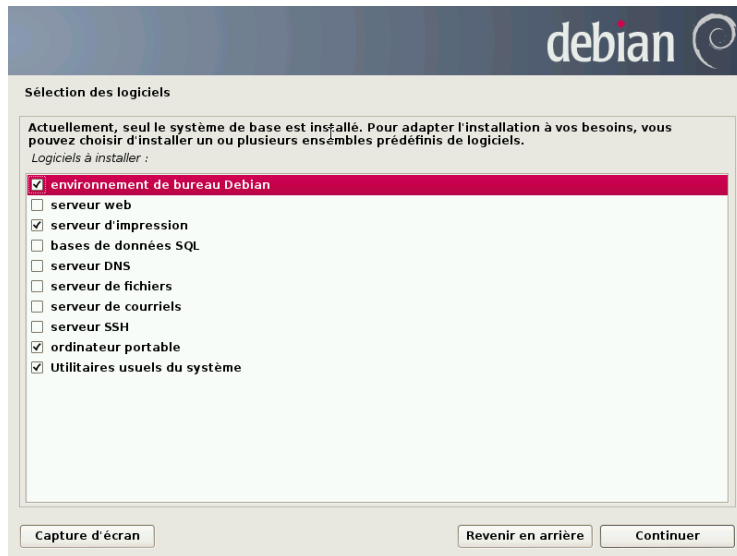 debian
Sélection des logiciels
Actuellement, seul le système de base est installé. Pour adapter l'installation à vos besoins, vous
pouvez choisir d'installer un ou plusieurs ensembles prédéfinis de logiciels.
Logiciels à installer :
environnement de bureau Debian
serveur web
serveur d'impression
bases de données SQL
serveur DNS
serveur de fichiers
serveur de courriels
serveur SSH
ordinateur portable
Utilitaires usuels du système
Capture d'écran
Revenir en arrière
Continuer